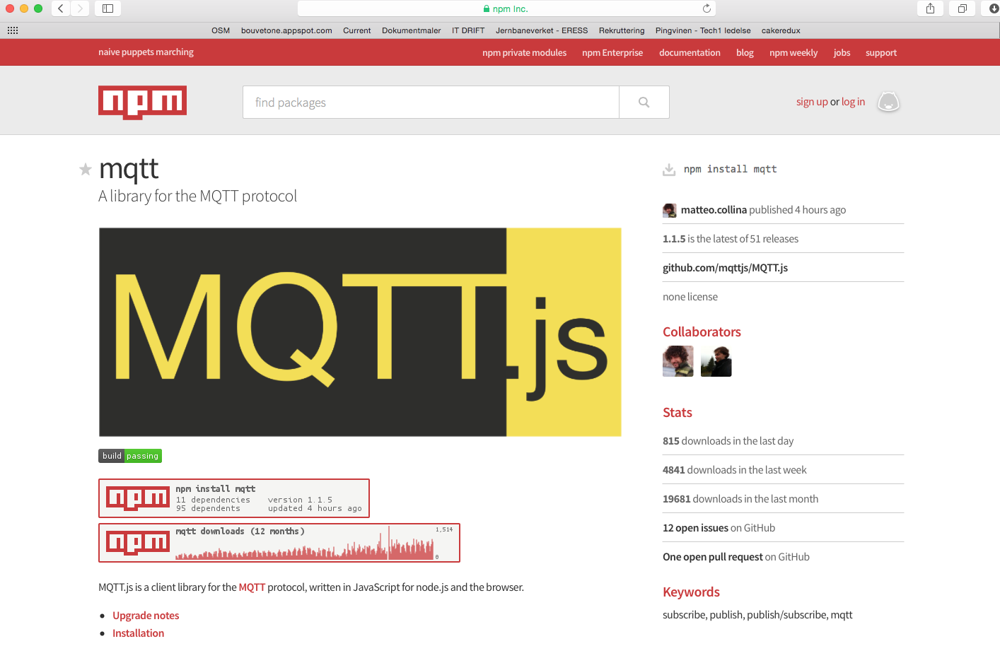 npm Inc.
OSM bouvetone.appspot.com Current Dokumentmaler IT DRIFT Jernbaneverket - ERESS Rekruttering Pingvinen - Tech1 ledelse cakeredux
naive puppets marching
npm private modules npm Enterprise documentation blog npm weekly jobs support
npm
find packages
sign up or log in
mqtt
A library for the MQTT protocol
MQTT.js
build passing
npm
npm install mqtt
11 dependencies version 1.1.5
95 dependents updated 4 hours ago
npm
mqtt downloads (12 months)
1,514
0
MQTT.js is a client library for the MQTT protocol, written in JavaScript for node.js and the browser.
Upgrade notes
Installation
npm install mqtt
matteo.collina published 4 hours ago
1.1.5 is the latest of 51 releases
github.com/mqttjs/MQTT.js
none license
Collaborators
Stats
815 downloads in the last day
4841 downloads in the last week
19681 downloads in the last month
12 open issues on GitHub
One open pull request on GitHub
Keywords
subscribe, publish, publish/subscribe, mqtt